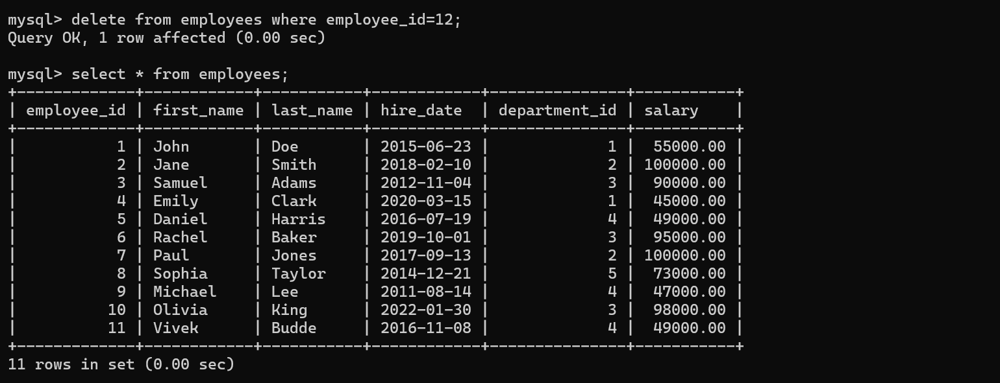 mysql> delete from employees where employee_id=12;
Query OK, 1 row affected (0.00 sec)

mysql> select * from employees;
+-------------+------------+-----------+------------+---------------+-----------+
| employee_id | first_name | last_name | hire_date  | department_id | salary    |
+-------------+------------+-----------+------------+---------------+-----------+
|           1 | John       | Doe       | 2015-06-23 |             1 |  55000.00 |
|           2 | Jane       | Smith     | 2018-02-10 |             2 | 100000.00 |
|           3 | Samuel     | Adams     | 2012-11-04 |             3 |  90000.00 |
|           4 | Emily      | Clark     | 2020-03-15 |             1 |  45000.00 |
|           5 | Daniel     | Harris    | 2016-07-19 |             4 |  49000.00 |
|           6 | Rachel     | Baker     | 2019-10-01 |             3 |  95000.00 |
|           7 | Paul       | Jones     | 2017-09-13 |             2 | 100000.00 |
|           8 | Sophia     | Taylor    | 2014-12-21 |             5 |  73000.00 |
|           9 | Michael    | Lee       | 2011-08-14 |             4 |  47000.00 |
|          10 | Olivia     | King      | 2022-01-30 |             3 |  98000.00 |
|          11 | Vivek      | Budde     | 2016-11-08 |             4 |  49000.00 |
+-------------+------------+-----------+------------+---------------+-----------+
11 rows in set (0.00 sec)